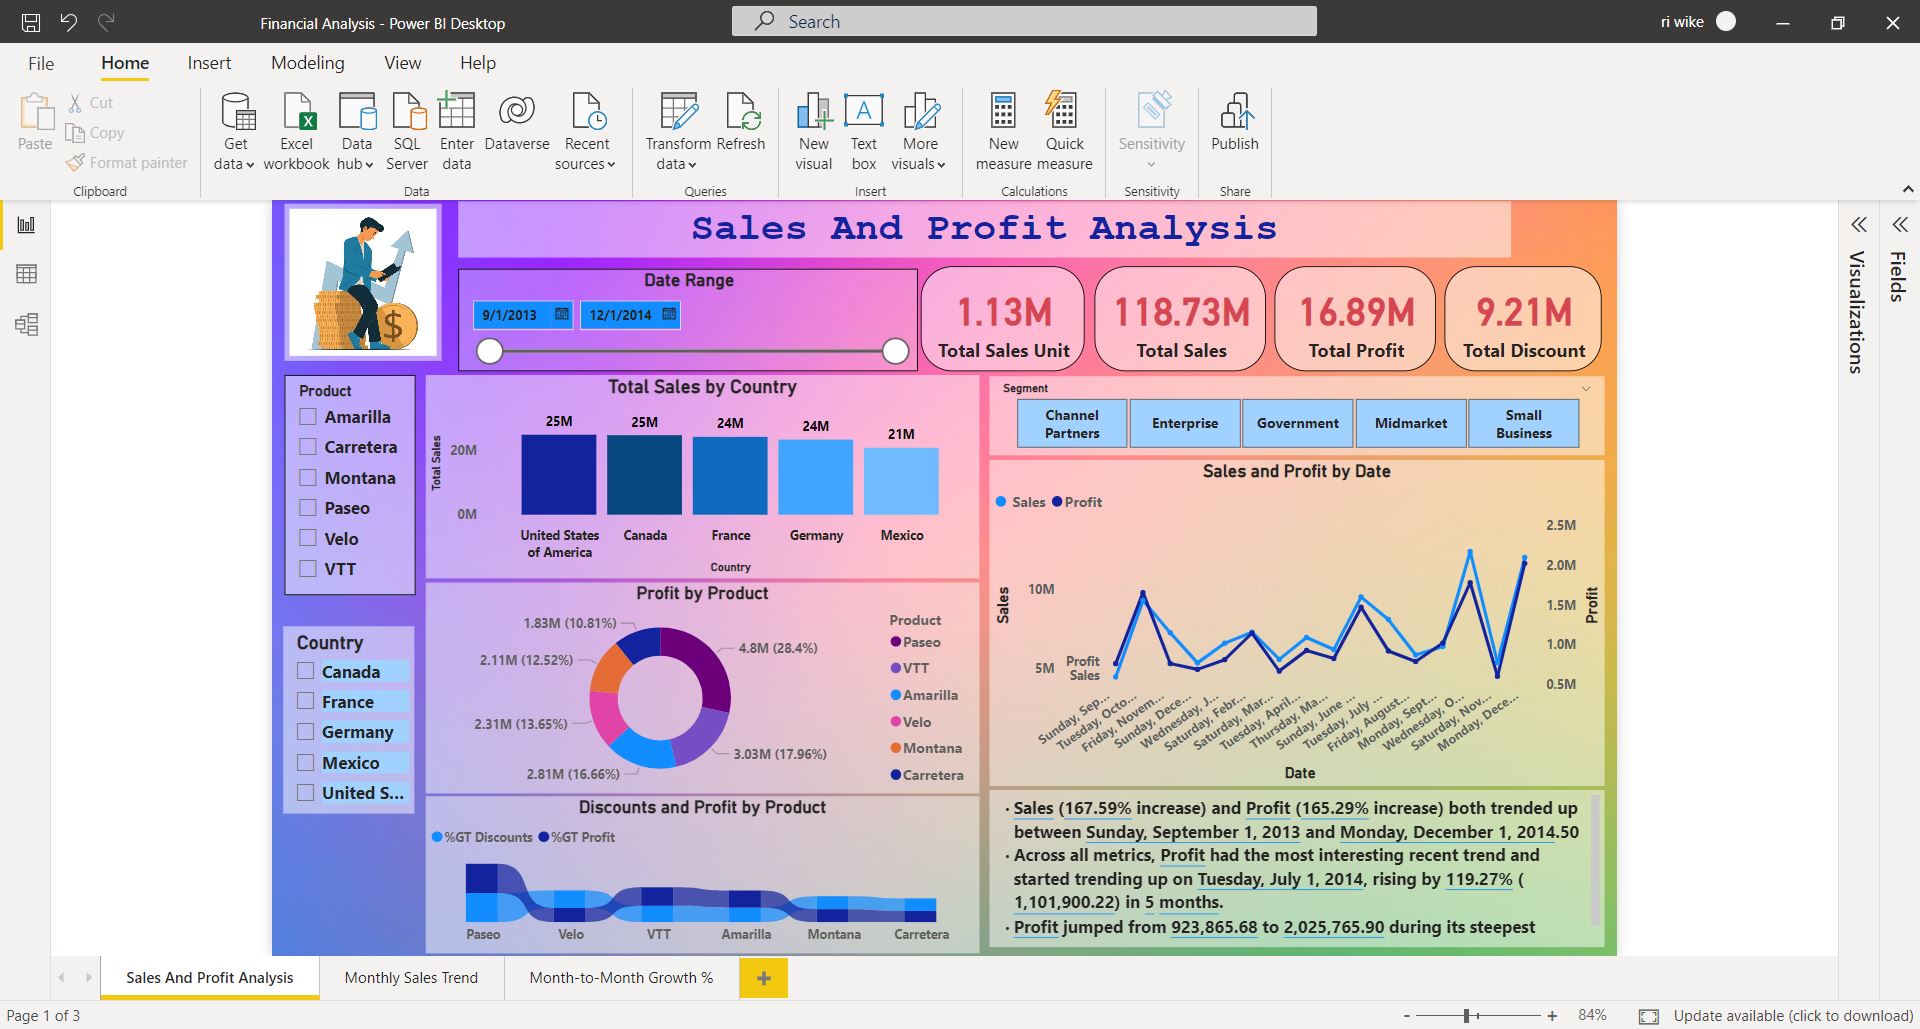 Financial Analysis - Power BI Desktop
Search
ri wike
File
Home
Insert
Modeling
View
Help
Paste
Cut
Copy
Format painter
Clipboard
Get data
Excel workbook
Data hub
SQL Server
Enter data
Dataverse
Recent sources
Data
Transform data
Refresh
Queries
New visual
Text box
More visuals
Insert
New measure
Quick measure
Calculations
Sensitivity
Sensitivity
Publish
Share
Sales And Profit Analysis
Date Range
9/1/2013
12/1/2014
1.13M
Total Sales Unit
118.73M
Total Sales
16.89M
Total Profit
9.21M
Total Discount
Product
Amarilla
Carretera
Montana
Paseo
Velo
VTT
Country
Canada
France
Germany
Mexico
United S...
Total Sales by Country
Total Sales
20M
0M
25M
25M
24M
24M
21M
United States of America
Canada
France
Germany
Mexico
Country
Profit by Product
1.83M (10.81%)
4.8M (28.4%)
2.11M (12.52%)
2.31M (13.65%)
3.03M (17.96%)
2.81M (16.66%)
Product
Paseo
VTT
Amarilla
Velo
Montana
Carretera
Discounts and Profit by Product
%GT Discounts
%GT Profit
Paseo
Velo
VTT
Amarilla
Montana
Carretera
Segment
Channel Partners
Enterprise
Government
Midmarket
Small Business
Sales and Profit by Date
Sales
Profit
Sales
10M
5M
Profit
Sales
2.5M
2.0M
1.5M
1.0M
0.5M
Profit
Sunday, Sep...
Tuesday, Octo...
Friday, Novem...
Sunday, Dece...
Wednesday, J...
Saturday, Febr...
Saturday, Mar...
Tuesday, April...
Thursday, Ma...
Sunday, June ...
Tuesday, July ...
Friday, August...
Monday, Sept...
Wednesday, O...
Saturday, Nov...
Monday, Dece...
Date
· Sales (167.59% increase) and Profit (165.29% increase) both trended up
between Sunday, September 1, 2013 and Monday, December 1, 2014.50
· Across all metrics, Profit had the most interesting recent trend and
started trending up on Tuesday, July 1, 2014, rising by 119.27% (
1,101,900.22) in 5 months.
· Profit jumped from 923,865.68 to 2,025,765.90 during its steepest
Visualizations
Fields
Sales And Profit Analysis
Monthly Sales Trend
Month-to-Month Growth %
+
Page 1 of 3
- + 84%
Update available (click to download)